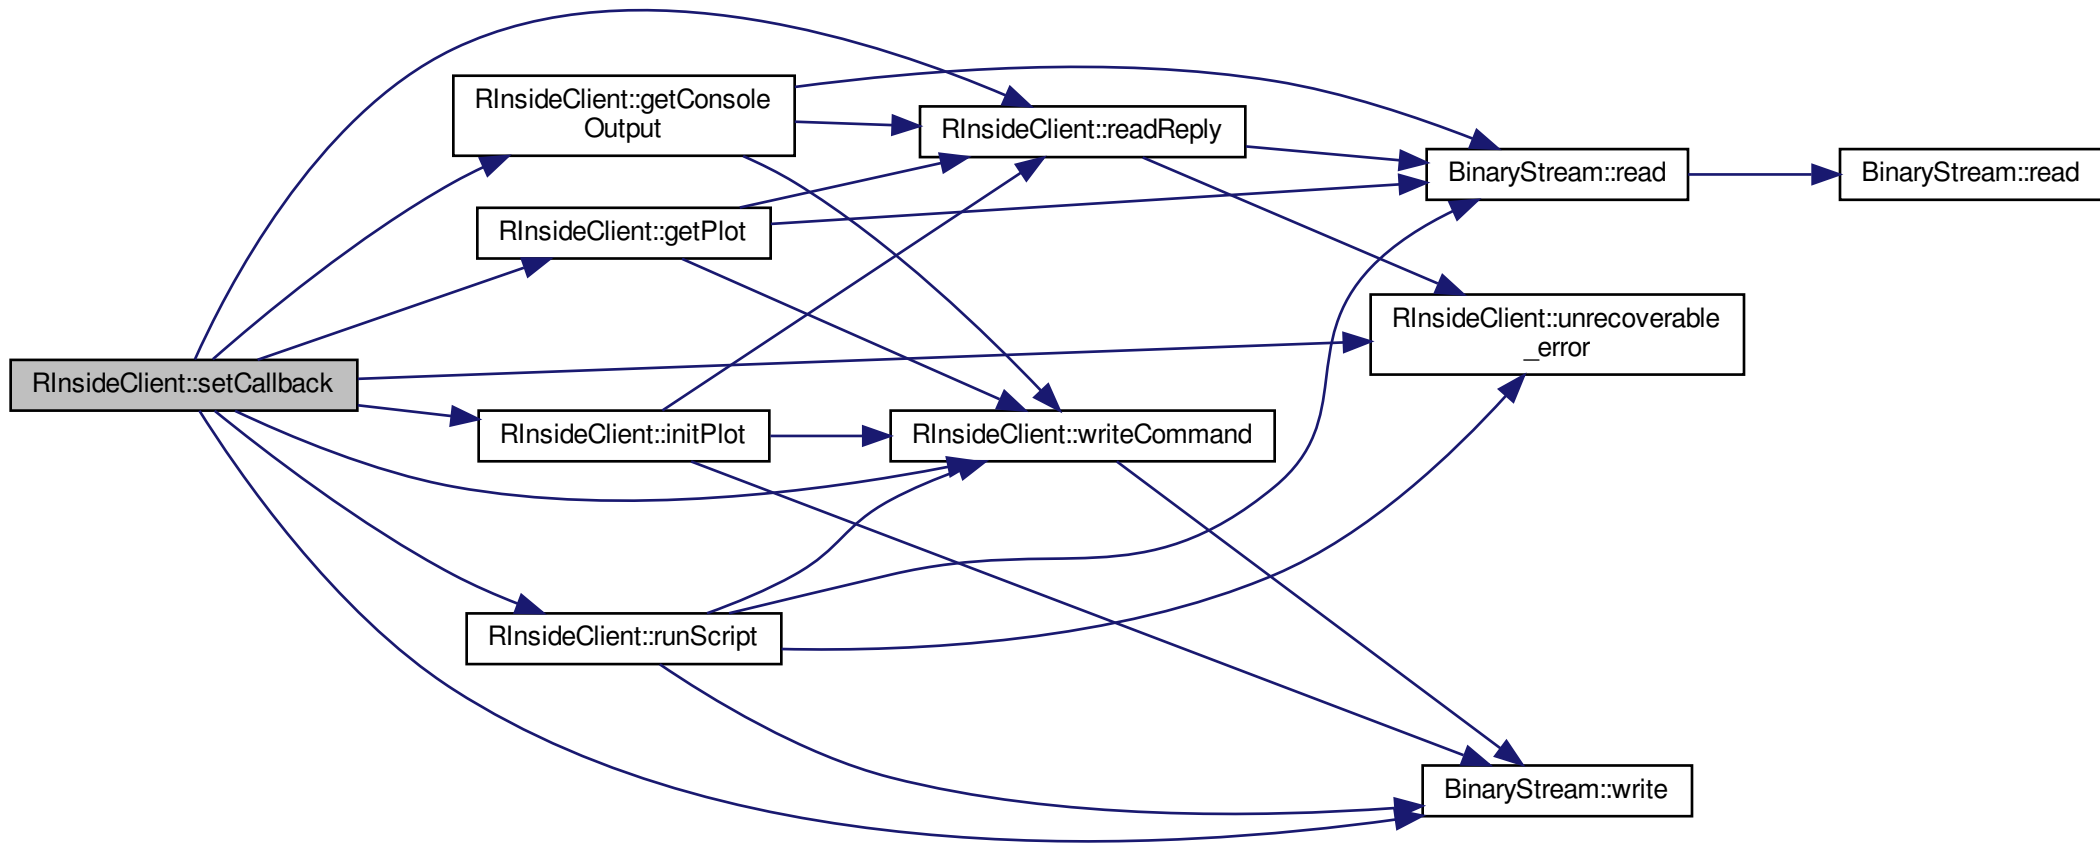 RInsideClient::setCallback
RInsideClient::getConsole
Output
RInsideClient::getPlot
RInsideClient::initPlot
RInsideClient::runScript
RInsideClient::readReply
RInsideClient::writeCommand
BinaryStream::read
RInsideClient::unrecoverable
_error
BinaryStream::write
BinaryStream::read